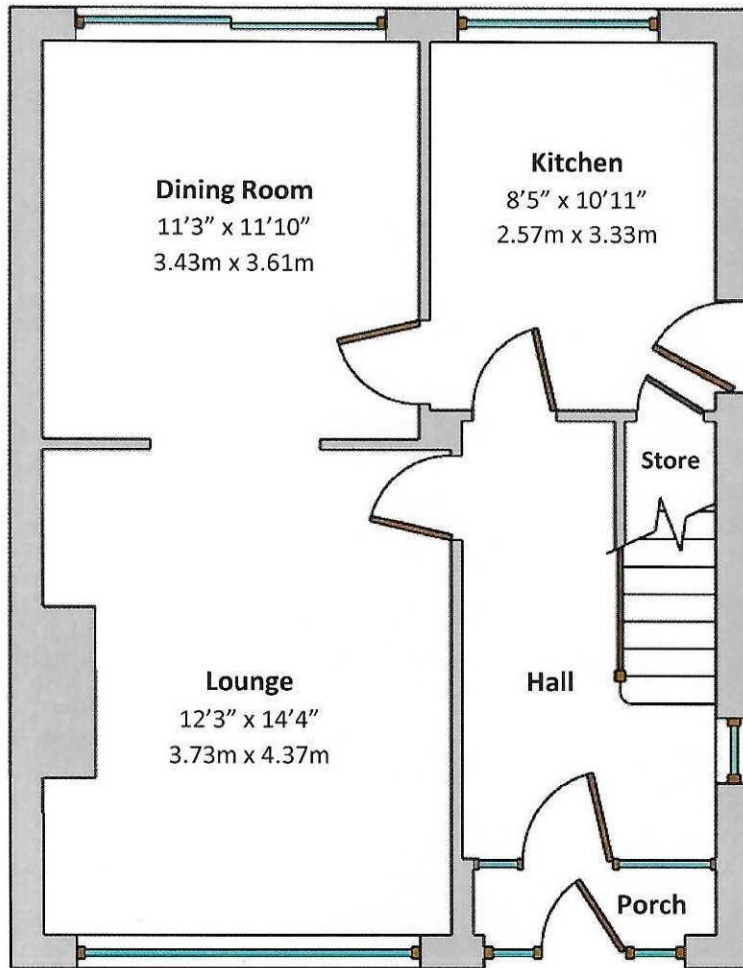 Dining Room
11’3” x 11’10”
3.43m x 3.61m
Kitchen
8’5” x 10’11”
2.57m x 3.33m
Store
Lounge
12’3” x 14’4”
3.73m x 4.37m
Hall
Porch